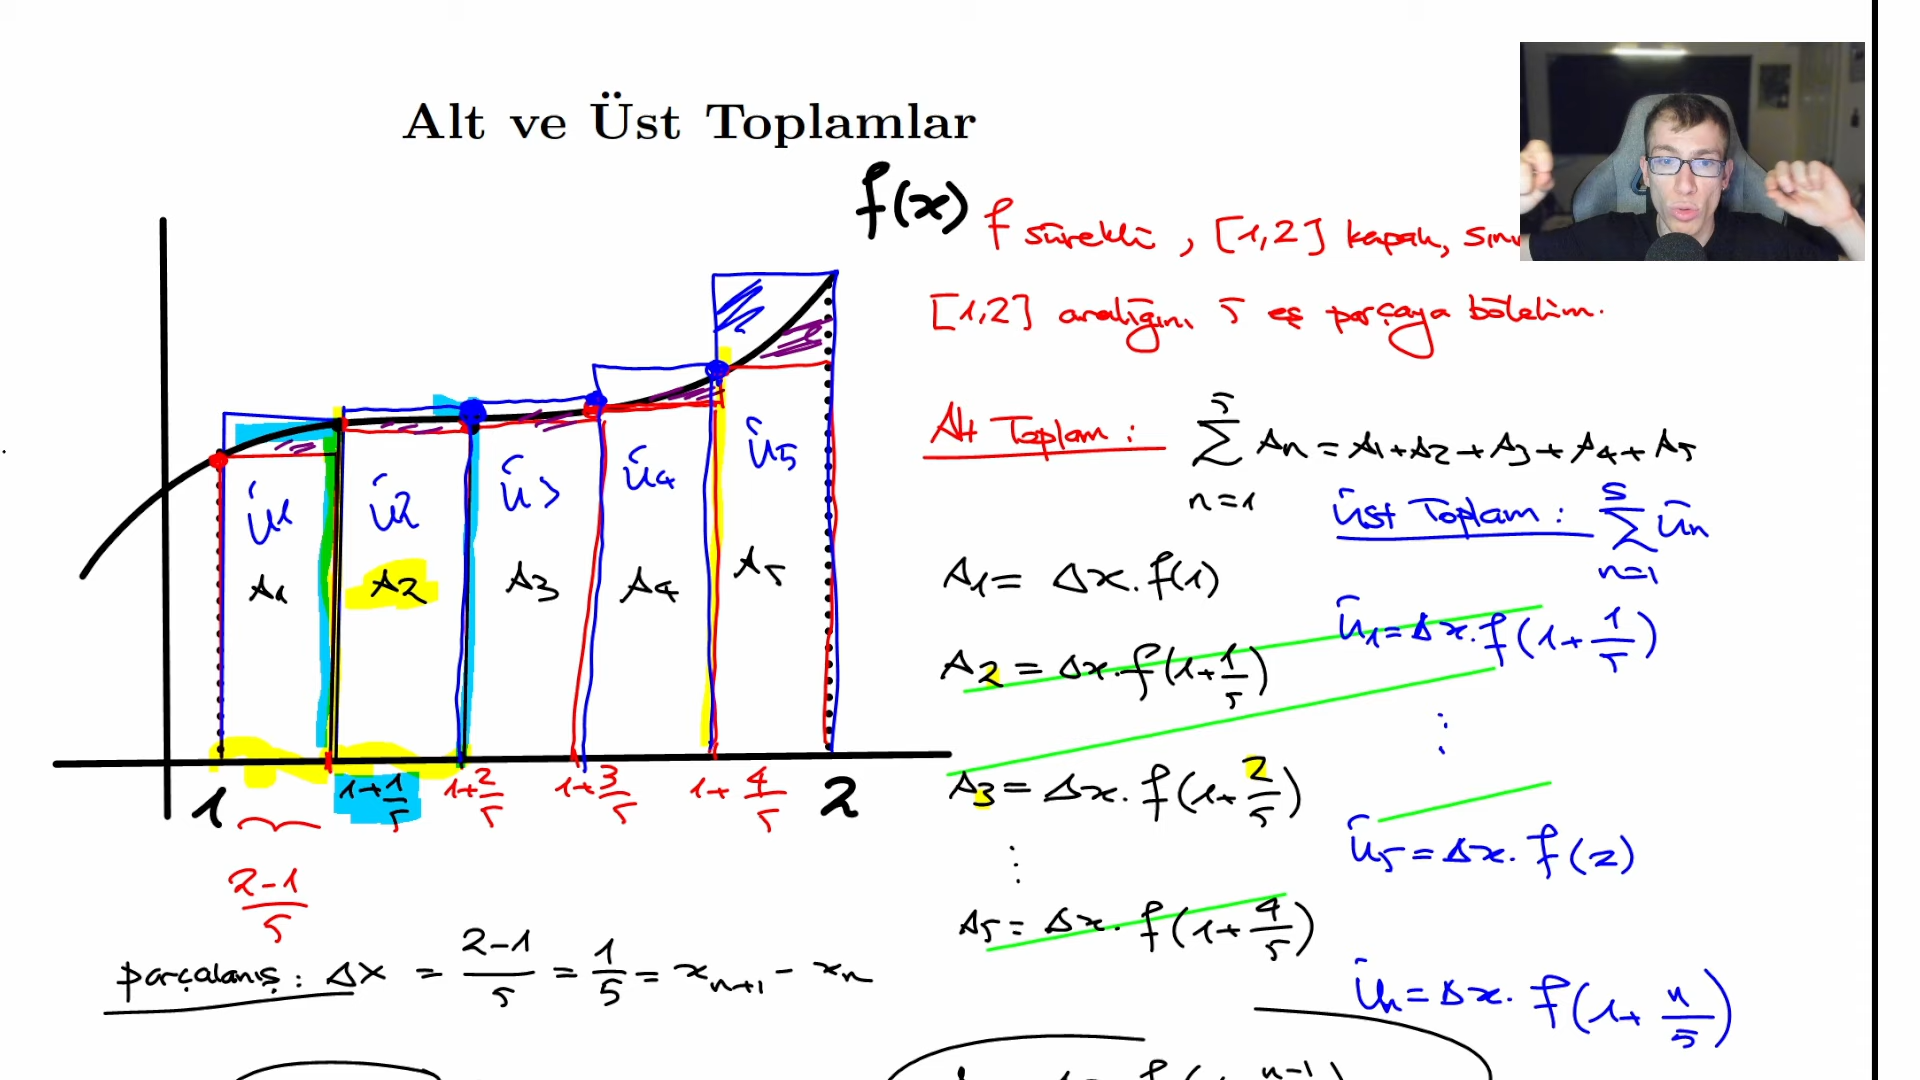 Alt ve Üst Toplamlar
f(x)
f sürekli, [1,2] kapalı,
[1,2] aralığını 5 eş parçaya bölelim.
Alt Toplam: \sum_{n=1}^{5} An = A1+A2+A3+A4+A5
Üst Toplam: \sum_{n=1}^{5} Ün
Ü1 Ü2 Ü3 Ü4 Ü5
A1 A2 A3 A4 A5
1 1+1/5 1+2/5 1+3/5 1+4/5 2
2-1/5
A1 = Δx.f(1)
A2 = Δx.f(1+1/5)
A3 = Δx.f(1+2/5)
⋮
A5 = Δx.f(1+4/5)
Ü1 = Δx.f(1+1/5)
⋮
Ü5 = Δx.f(2)
Ün = Δx.f(1+n/5)
parçalanış: Δx = 2-1/5 = 1/5 = x_{n+1} - x_n